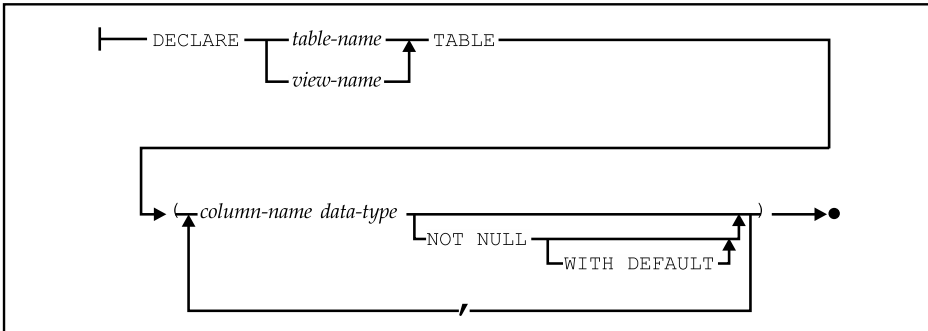 DECLARE table-name TABLE
view-name
( column-name data-type )
NOT NULL
WITH DEFAULT
,